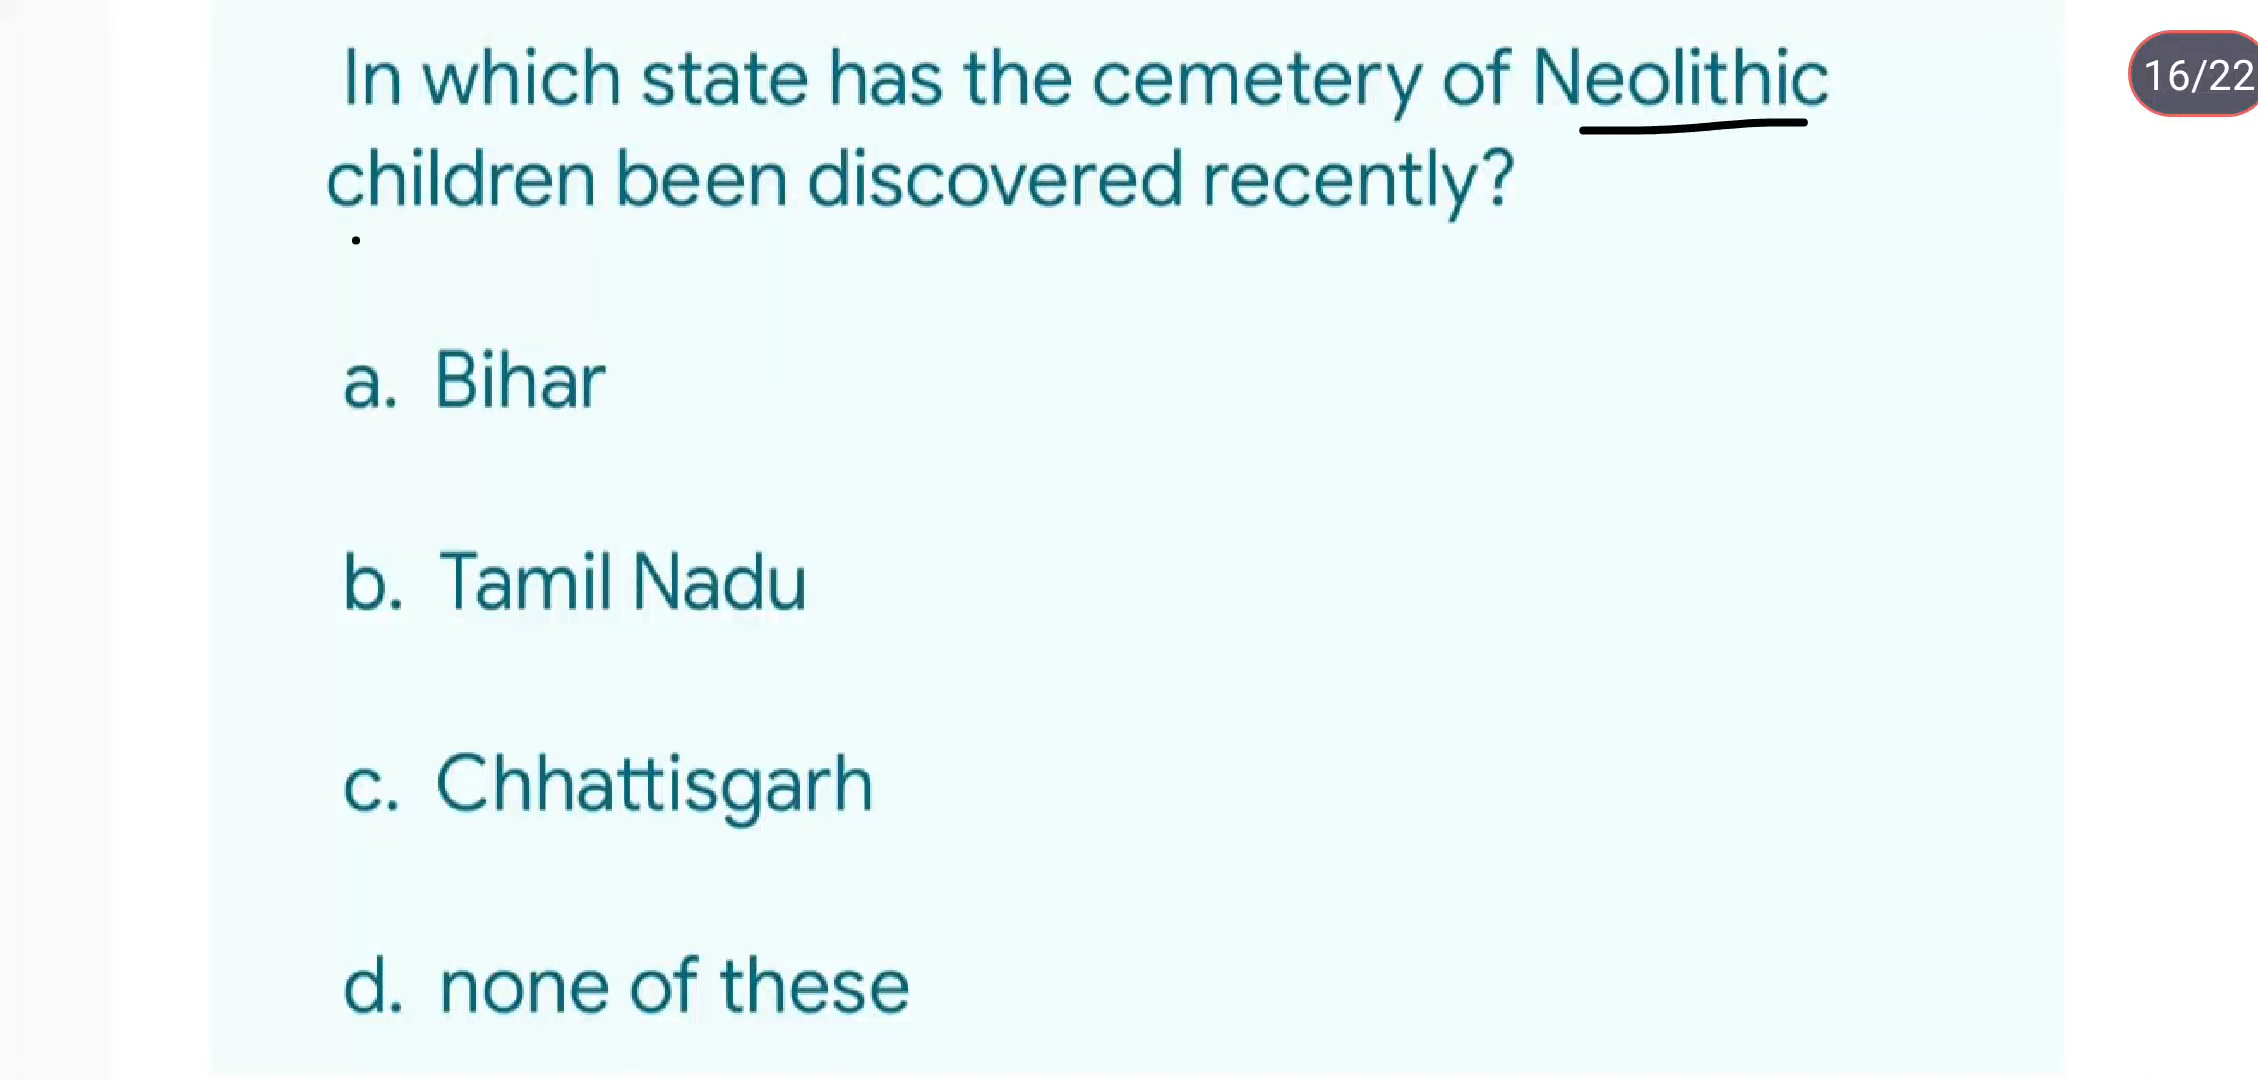 In which state has the cemetery of Neolithic
16/22
children been discovered recently?
a. Bihar
b. Tamil Nadu
c. Chhattisgarh
d. none of these